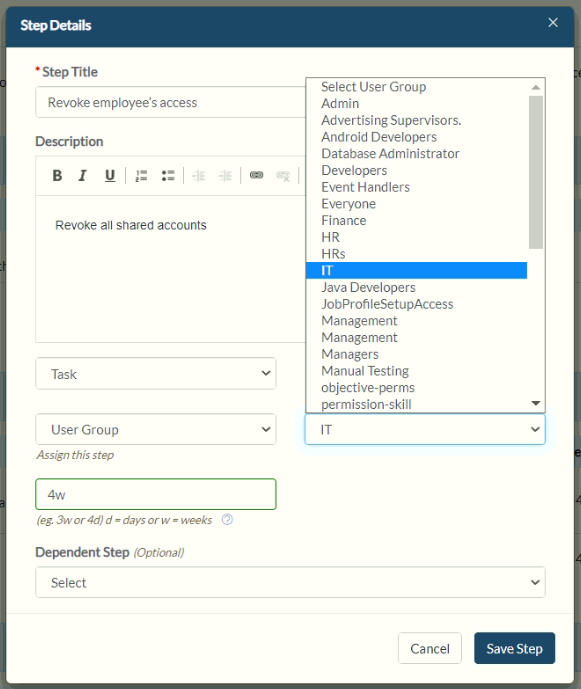 Step Details
* Step Title
Revoke employee's access
Description
B I U
Revoke all shared accounts
Select User Group
Admin
Advertising Supervisors.
Android Developers
Database Administrator
Developers
Event Handlers
Everyone
Finance
HR
HRs
IT
Java Developers
JobProfileSetupAccess
Management
Management
Managers
Manual Testing
objective-perms
permission-skill
Task
User Group
IT
Assign this step
4w
(eg. 3w or 4d) d = days or w = weeks
Dependent Step (Optional)
Select
Cancel
Save Step